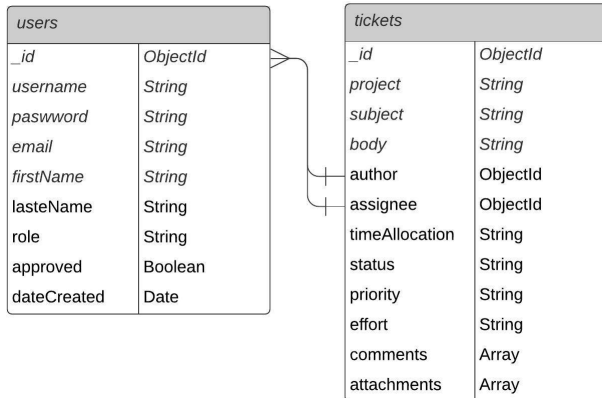 users
_id ObjectId
username String
paswword String
email String
firstName String
lasteName String
role String
approved Boolean
dateCreated Date
tickets
_id ObjectId
project String
subject String
body String
author ObjectId
assignee ObjectId
timeAllocation String
status String
priority String
effort String
comments Array
attachments Array